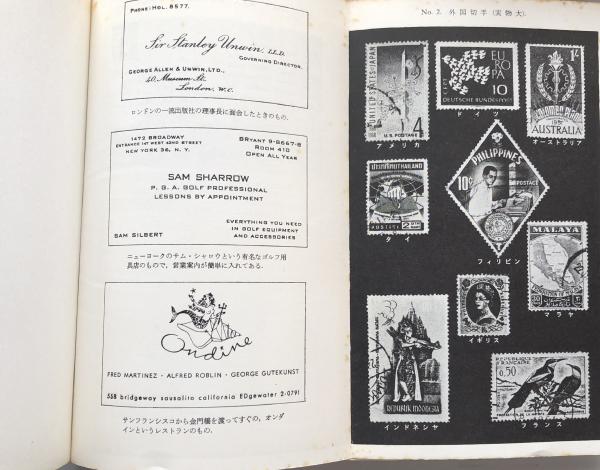 PHONE: HOL. 8577.
Sir Stanley Unwin, LL.D.
GOVERNING DIRECTOR.
GEORGE ALLEN & UNWIN, LTD.,
40, Museum St.
London, W.C.
ロンドンの一流出版社の理事長に面会したときのもの。
1472 BROADWAY
BRYANT 9-8667-8
ENTRANCE 147 WEST 42ND STREET
ROOM 410
NEW YORK 36, N. Y.
OPEN ALL YEAR
SAM SHARROW
P. G. A. GOLF PROFESSIONAL
LESSONS BY APPOINTMENT
EVERYTHING YOU NEED
IN GOLF EQUIPMENT
SAM SILBERT
AND ACCESSORIES
ニューヨークのサム・シャロウという有名なゴルフ用
具店のもので，営業案内が簡単に入れてある。
Ondine
FRED MARTINEZ · ALFRED ROBLIN · GEORGE GUTEKUNST
558 bridgeway sausalito california EDgewater 2-0791
サンフランシスコから金門橋を渡ってすぐの，オンダ
インというレストランのもの。
No. 2. 外国切手 (実物大).
UNITED STATES-JAPAN
4
U.S. POSTAGE
アメリカ
EU
RO
PA
CEPT
10
DEUTSCHE BUNDESPOST
ドイツ
1/-
1956
AUSTRALIA
オーストラリア
THAILAND
タイ
PHILIPPINES
10c
POSTAGE
フィリピン
MALAYA
30
マラヤ
イギリス
REPUBLIK INDONESIA
インドネシヤ
REPUBLIQUE
FRANÇAISE
0,50
フランス